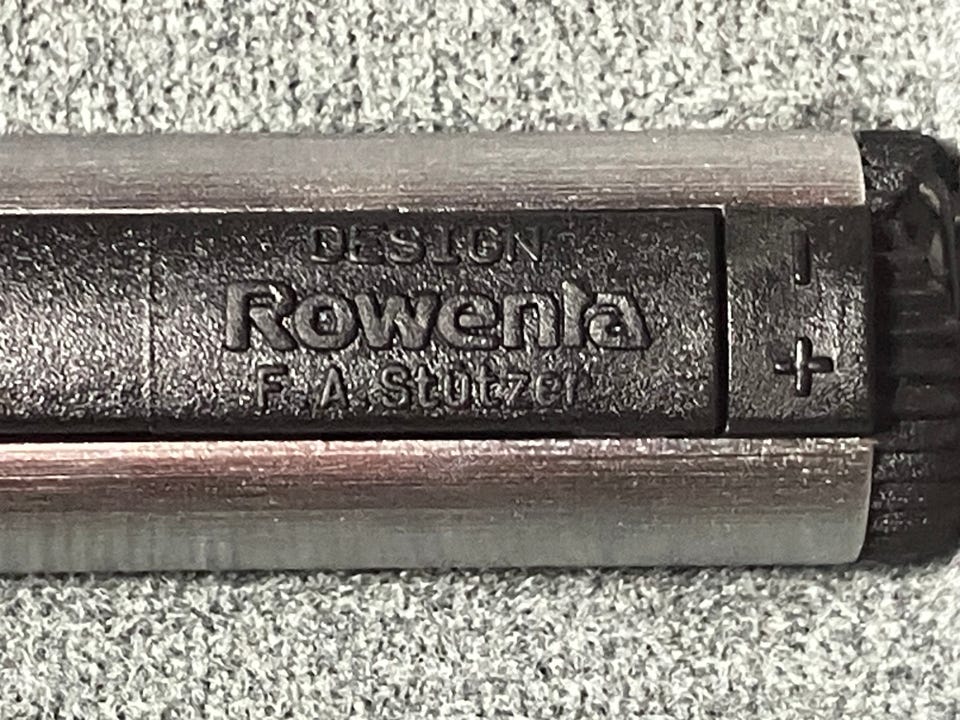 DESIGN
Rowenta
F. A. Stützer
- +